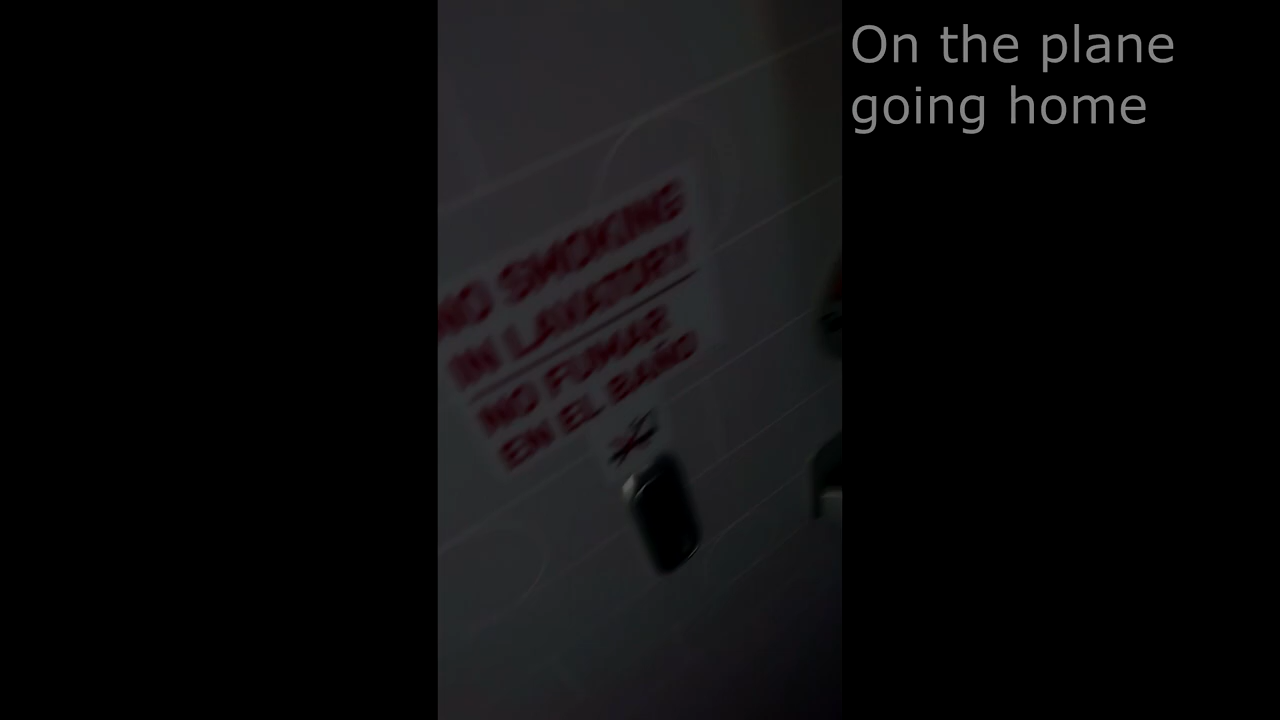 On the plane
going home
NO SMOKING
IN LAVATORY
NO FUMAR
EN EL BAÑO